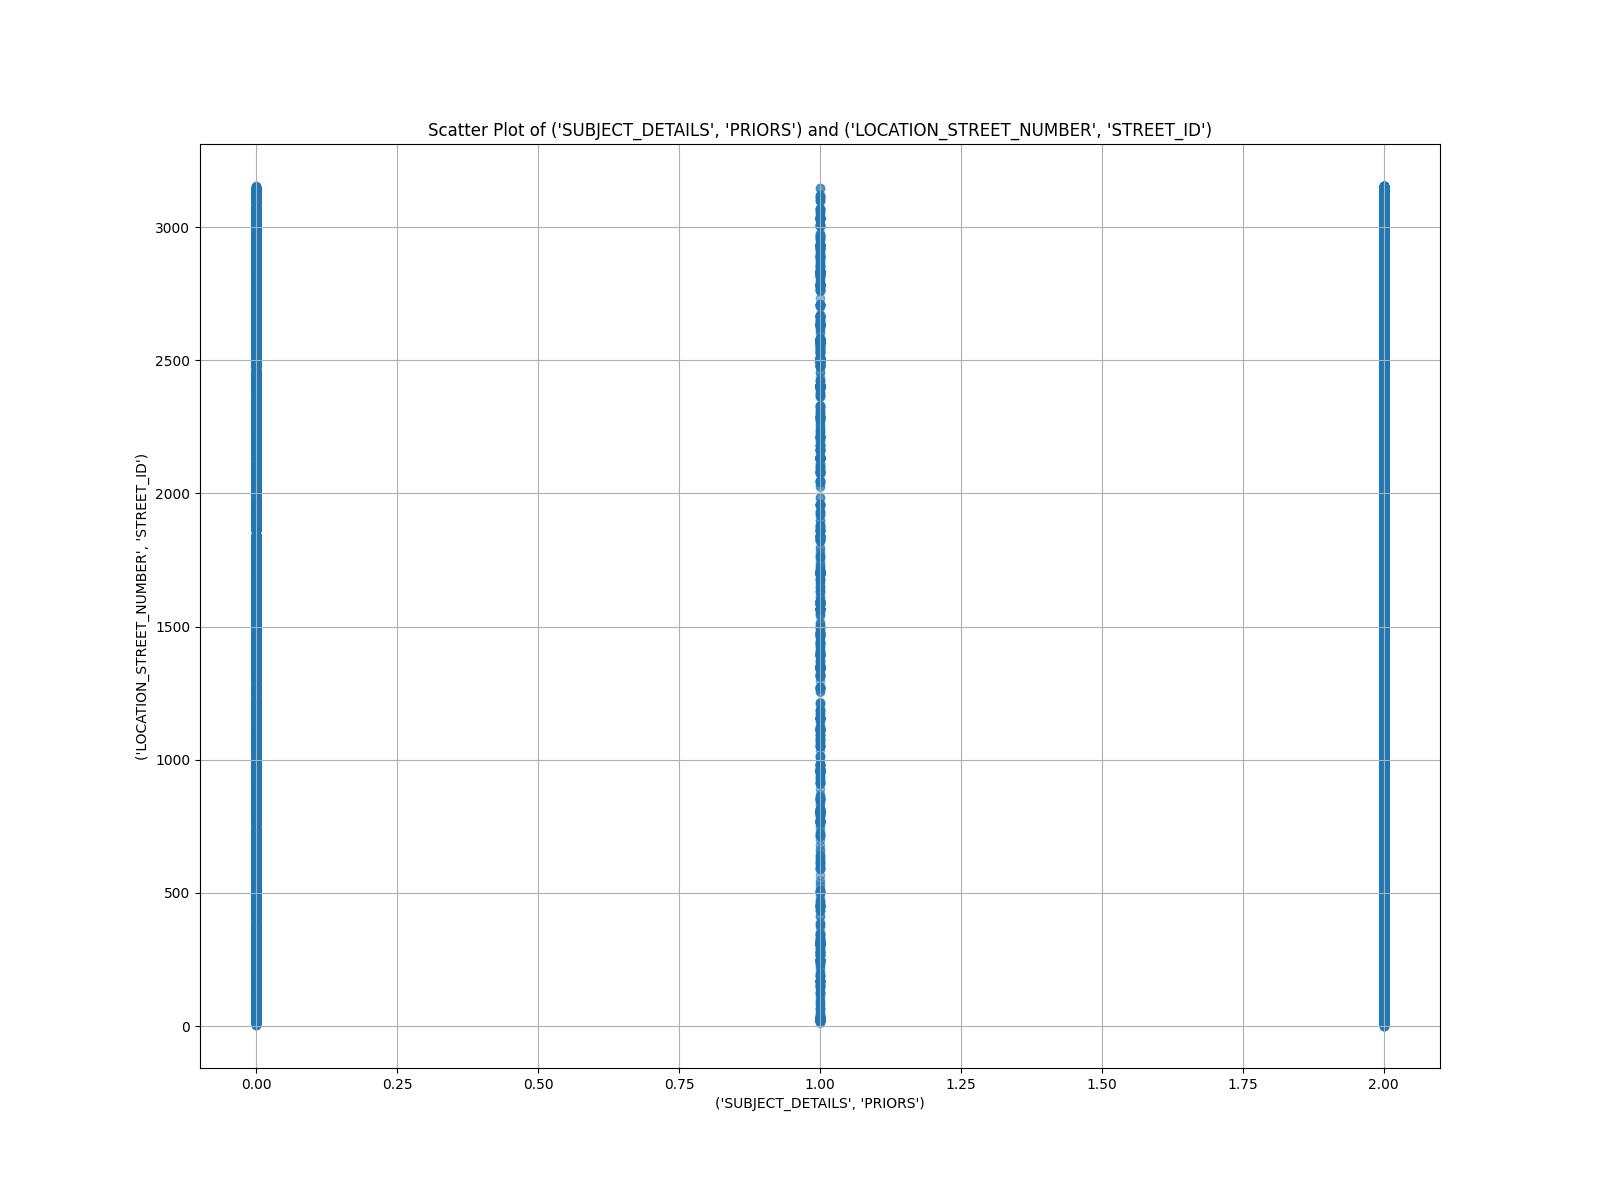 Scatter Plot of ('SUBJECT_DETAILS', 'PRIORS') and ('LOCATION_STREET_NUMBER', 'STREET_ID')
('LOCATION_STREET_NUMBER', 'STREET_ID')
3000
2500
2000
1500
1000
500
0
0.00 0.25 0.50 0.75 1.00 1.25 1.50 1.75 2.00
('SUBJECT_DETAILS', 'PRIORS')